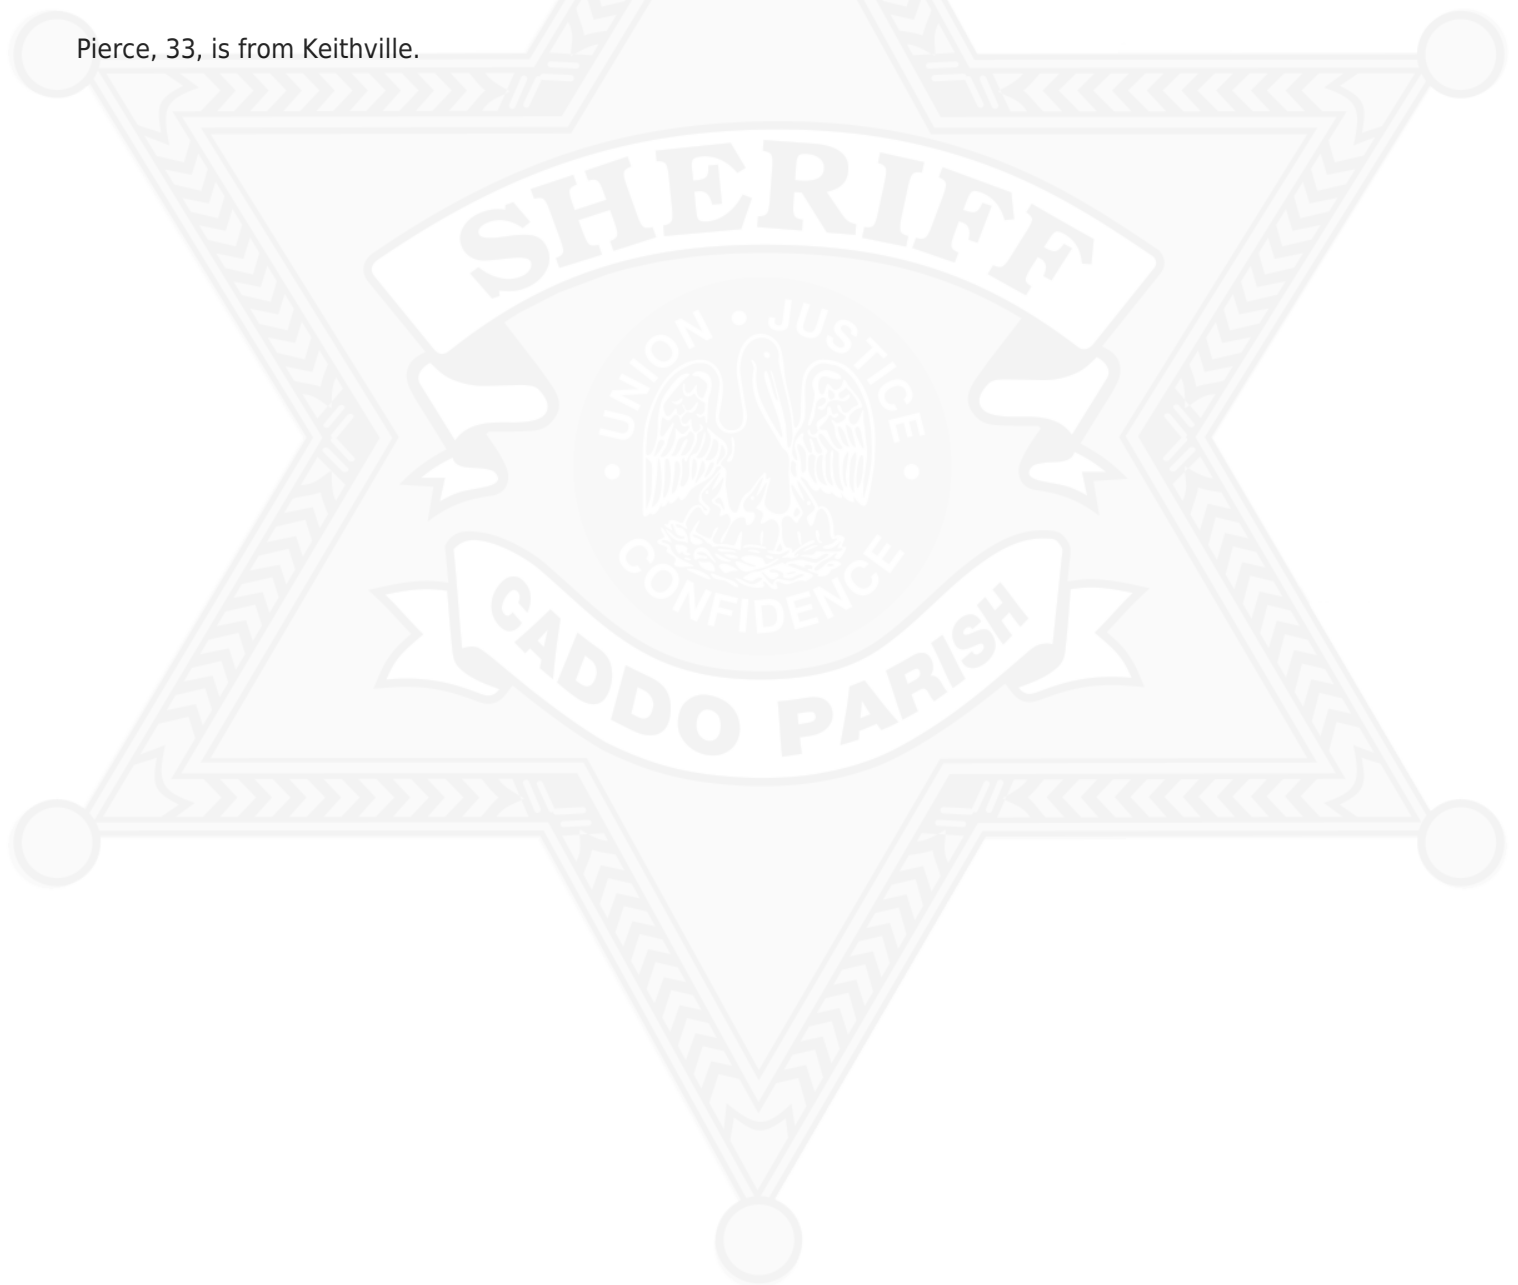 Pierce, 33, is from Keithville.
SHERIFF
UNION • JUSTICE
• CONFIDENCE •
CADDO PARISH